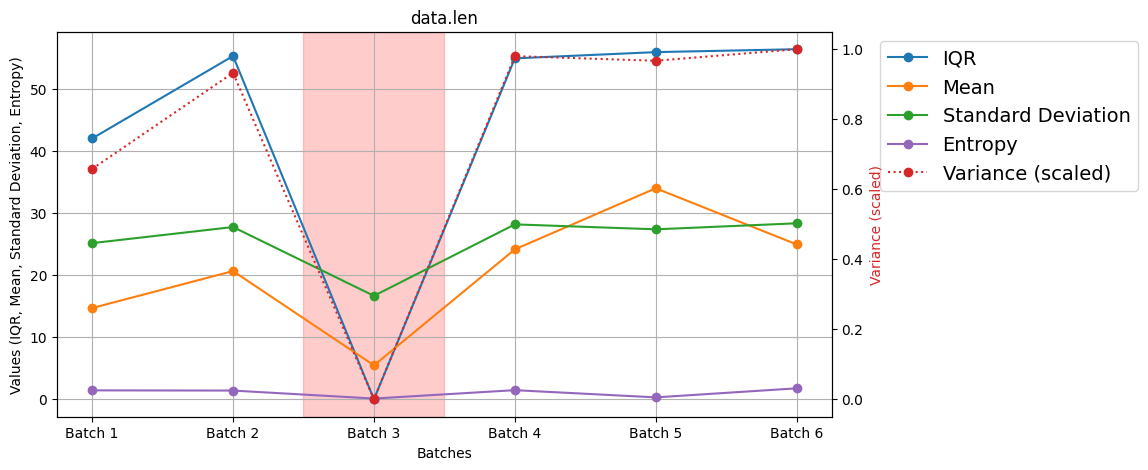 data.len
Values (IQR, Mean, Standard Deviation, Entropy)
50
40
30
20
10
0
1.0
0.8
0.6
0.4
0.2
0.0
Variance (scaled)
Batch 1 Batch 2 Batch 3 Batch 4 Batch 5 Batch 6
Batches
IQR
Mean
Standard Deviation
Entropy
Variance (scaled)